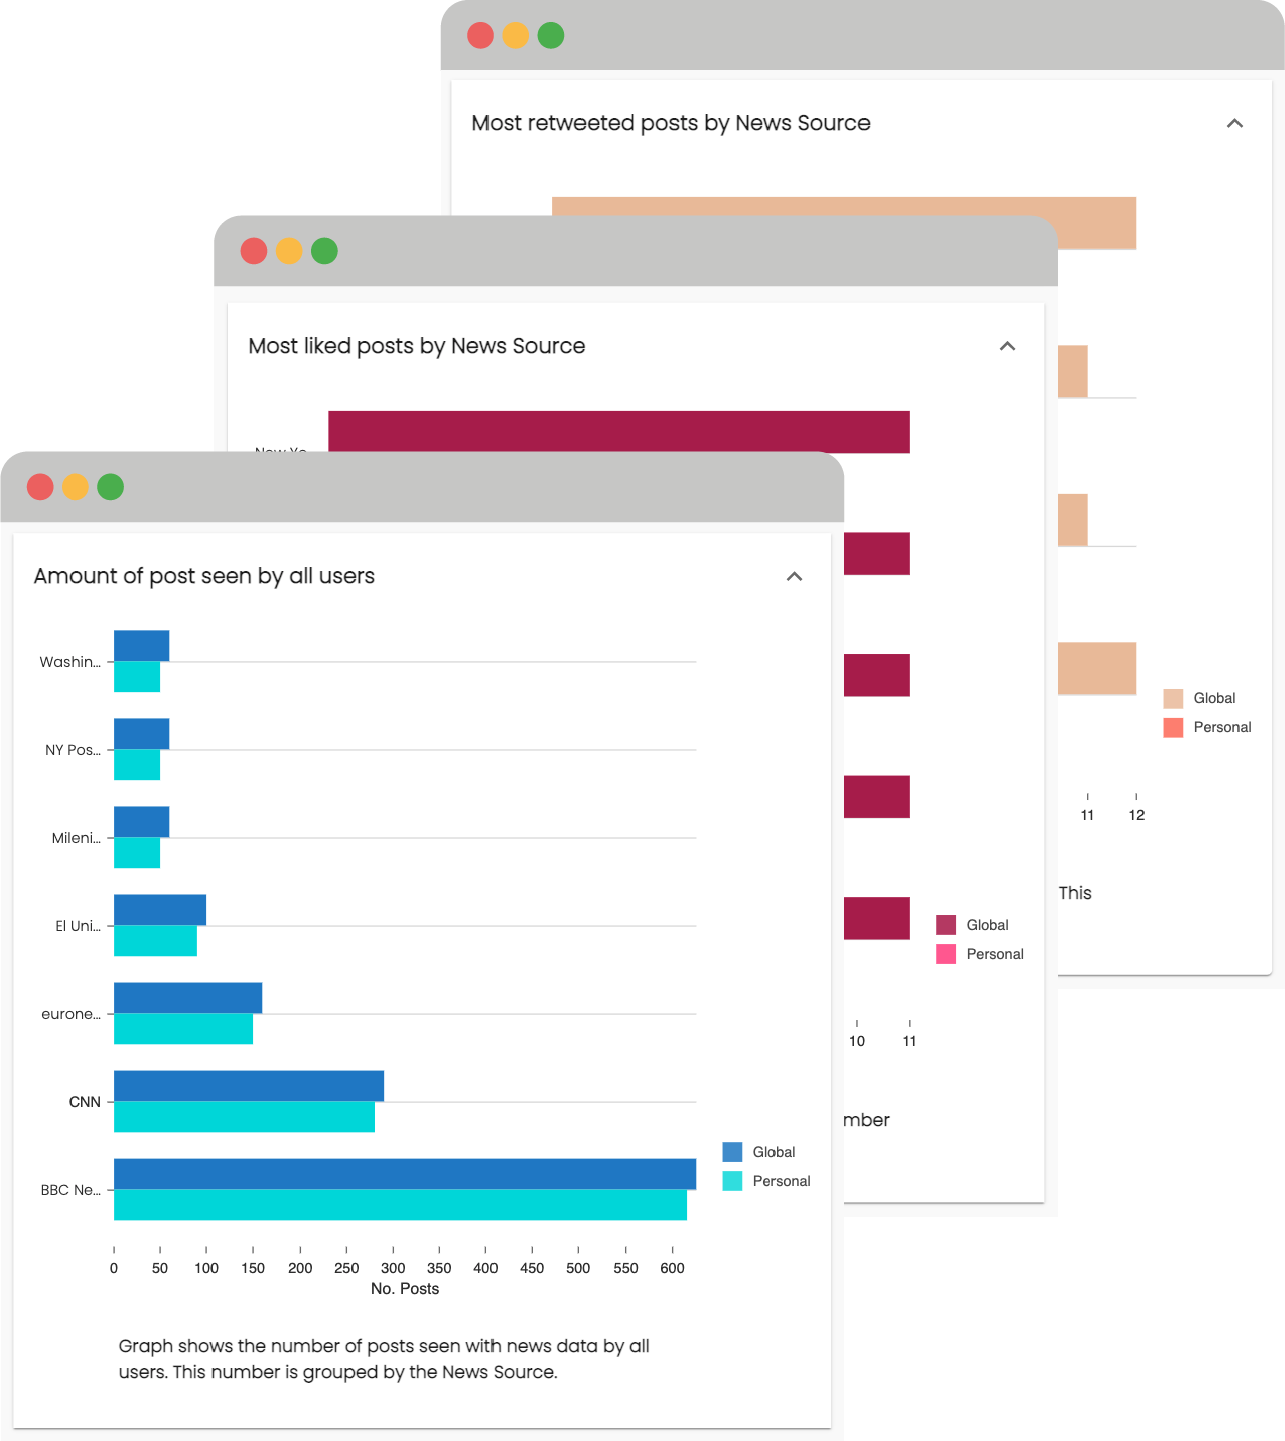 Most retweeted posts by News Source
Global
Personal
11 12
This
Most liked posts by News Source
Global
Personal
10 11
mber
Amount of post seen by all users
Washin...
NY Pos...
Mileni...
El Uni...
eurone...
CNN
BBC Ne...
Global
Personal
0 50 100 150 200 250 300 350 400 450 500 550 600
No. Posts
Graph shows the number of posts seen with news data by all
users. This number is grouped by the News Source.